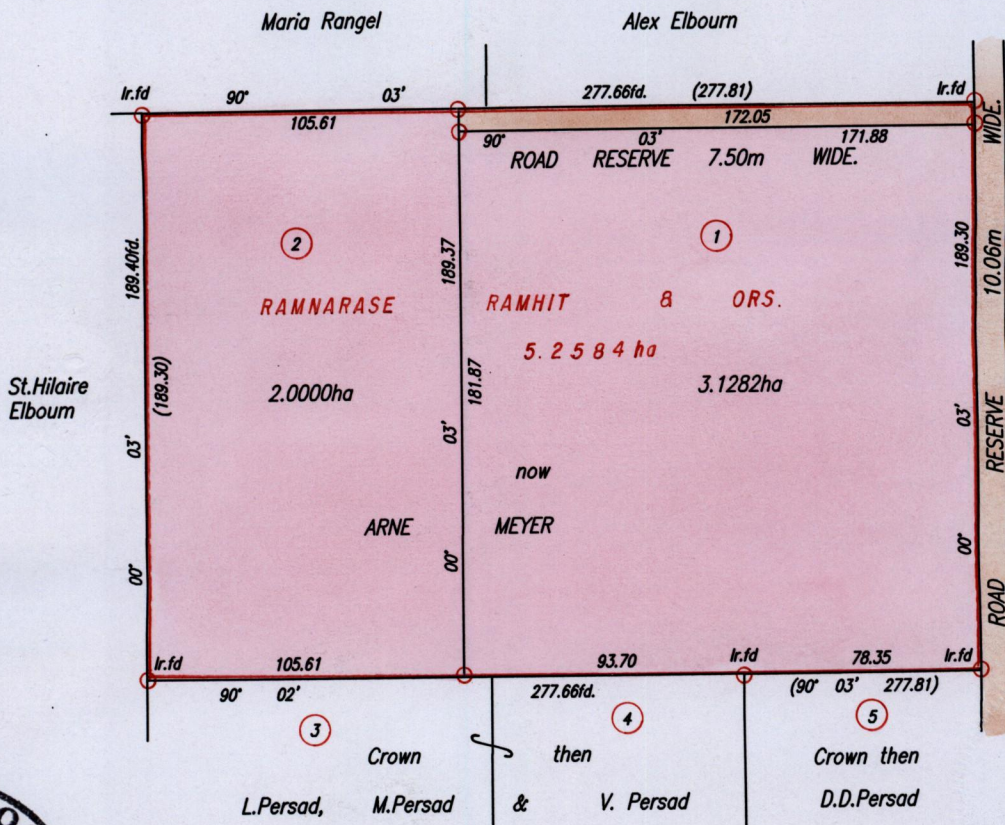 Maria Rangel Alex Elbourn
Ir.fd 90° 03' 277.66fd. (277.81) Ir.fd
105.61 172.05
90° 03' 171.88
ROAD RESERVE 7.50m WIDE.
2 1
189.40fd. 189.37 189.30
RAMNARASE RAMHIT & ORS.
5.2584ha
St.Hilaire
Elboum
(189.30) 2.0000ha 181.87 3.1282ha
00° 03' 00° 03' 00° 03'
ROAD RESERVE 10.06m WIDE.
now
ARNE MEYER
Ir.fd 105.61 93.70 Ir.fd 78.35 Ir.fd
90° 02' 277.66fd. (90° 03' 277.81)
3 4 5
Crown then Crown then
L.Persad, M.Persad & V. Persad D.D.Persad